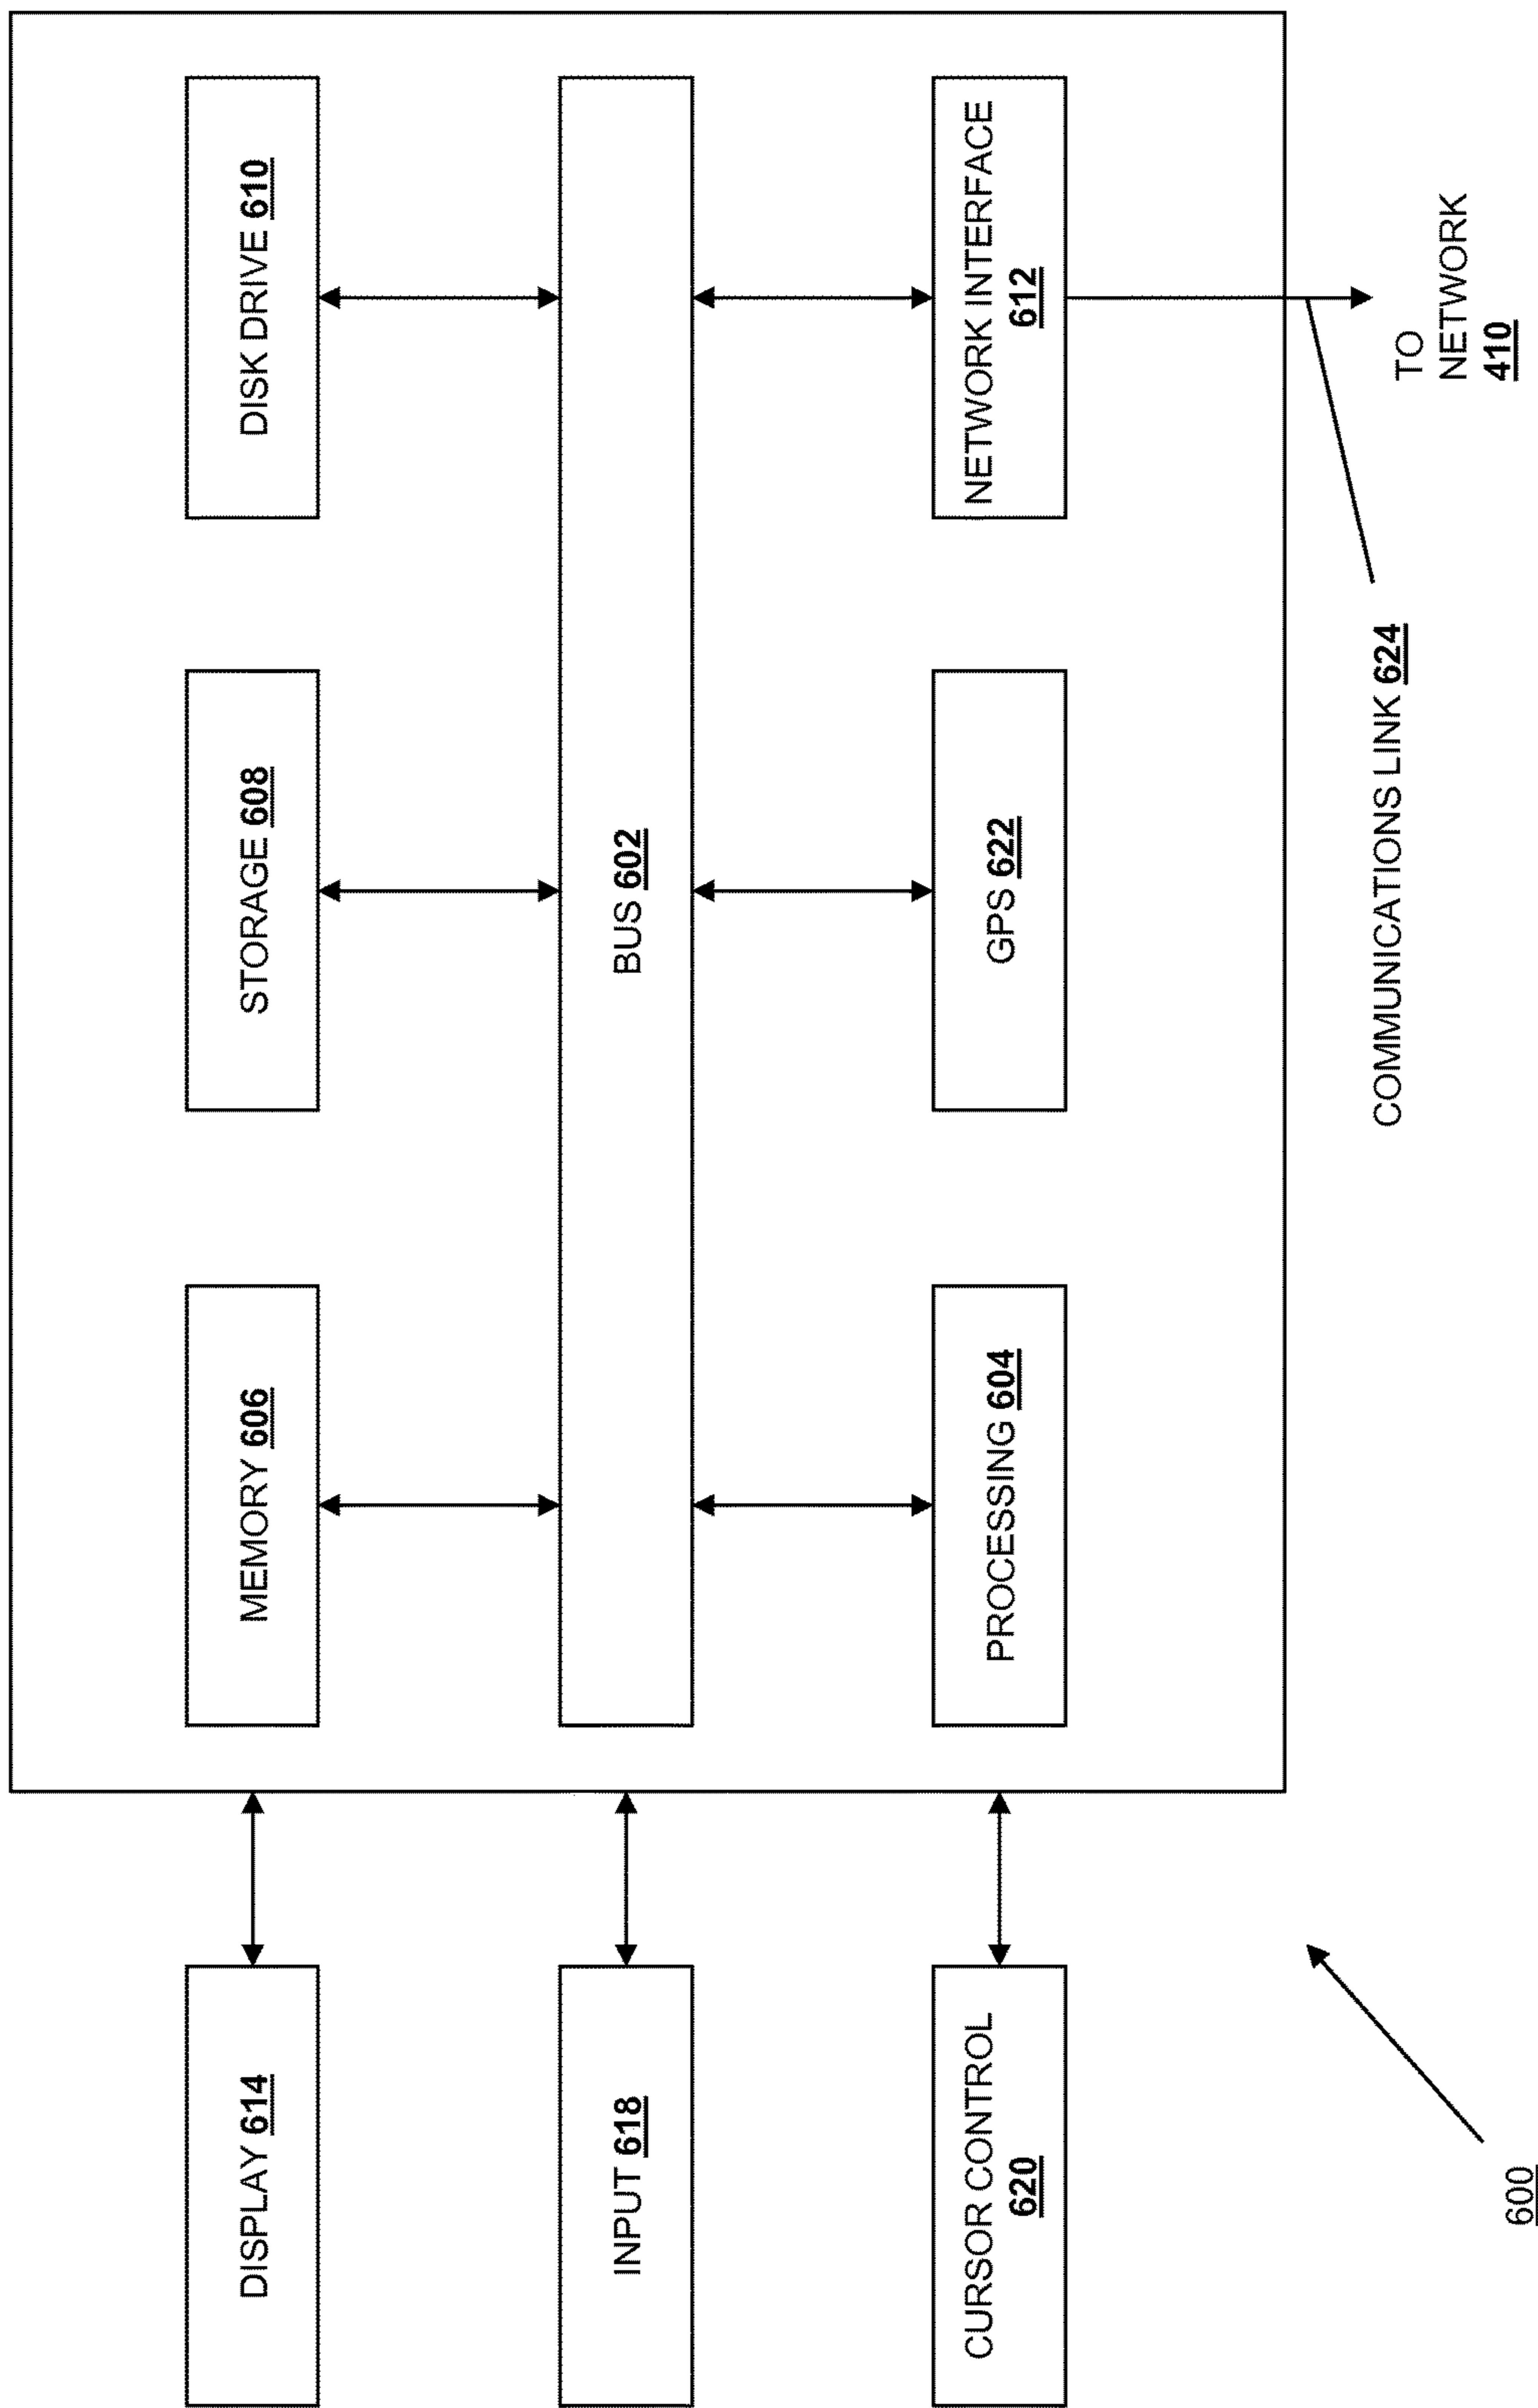 DISPLAY 614
MEMORY 606
STORAGE 608
DISK DRIVE 610
INPUT 618
BUS 602
CURSOR CONTROL
620
PROCESSING 604
GPS 622
NETWORK INTERFACE
612
COMMUNICATIONS LINK 624
TO
NETWORK
410
600